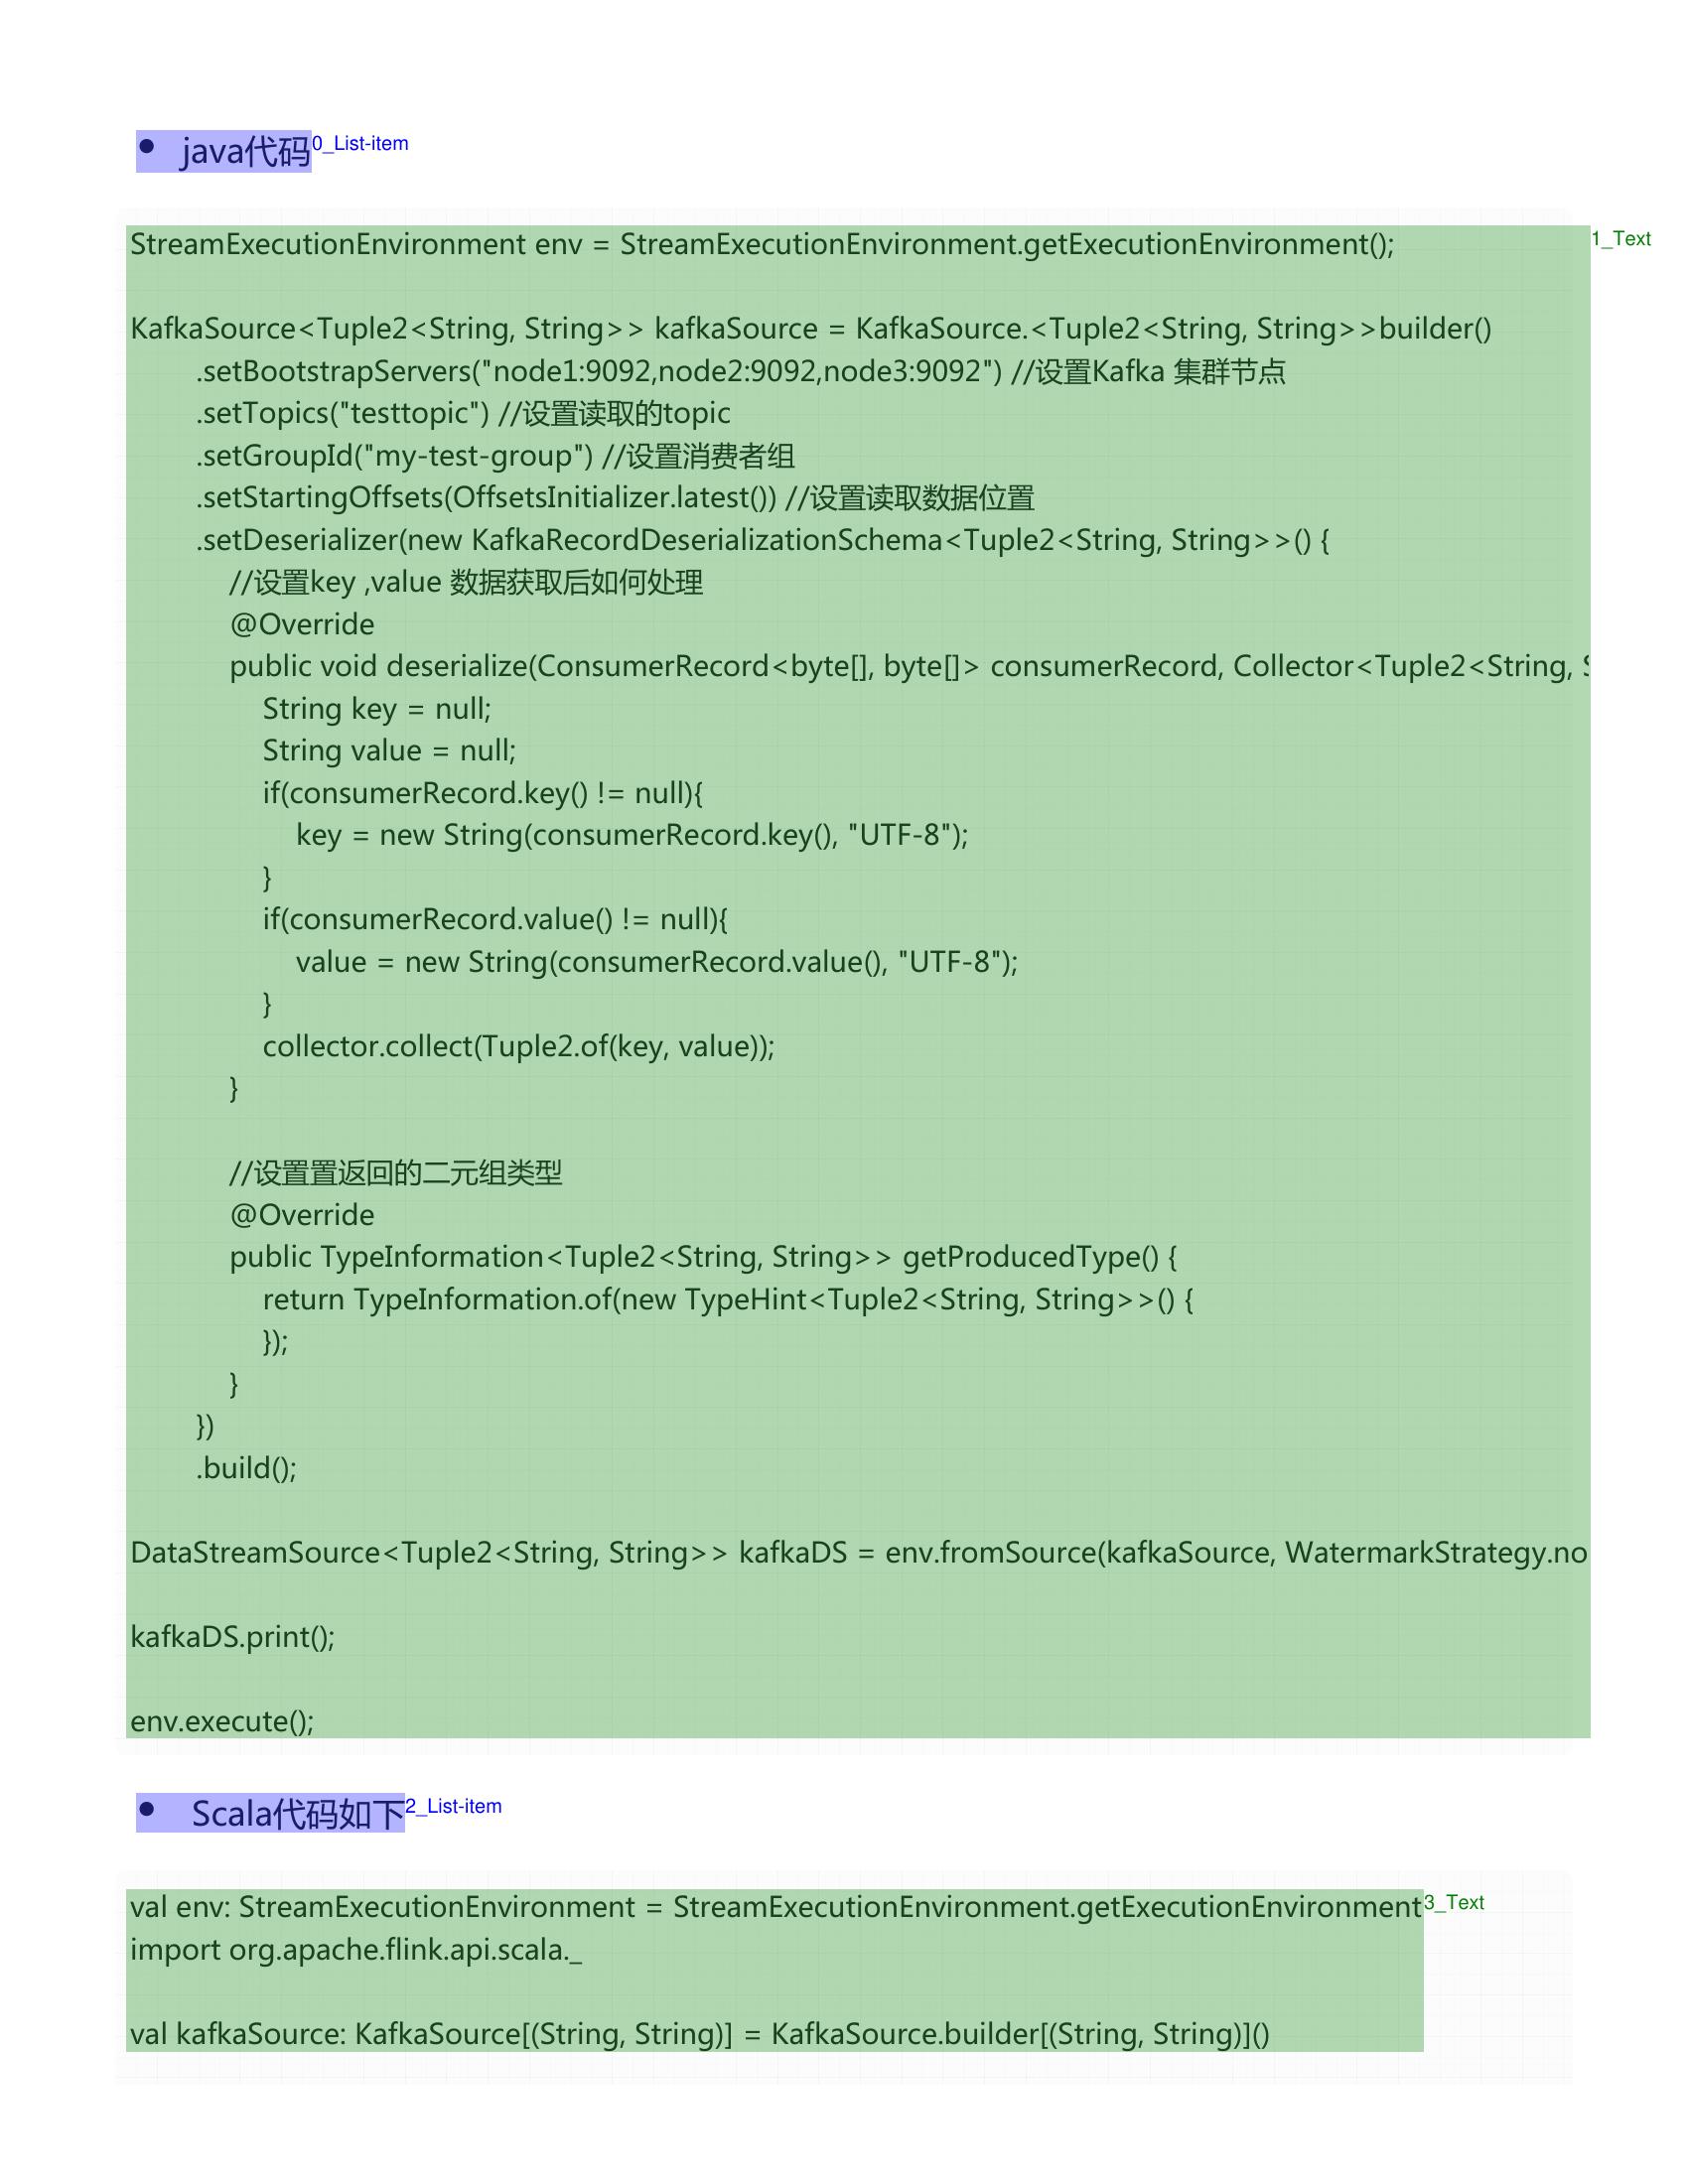 • java代码
0_List-item
StreamExecutionEnvironment env = StreamExecutionEnvironment.getExecutionEnvironment();
1_Text
KafkaSource<Tuple2<String, String>> kafkaSource = KafkaSource.<Tuple2<String, String>>builder()
.setBootstrapServers("node1:9092,node2:9092,node3:9092") //设置Kafka 集群节点
.setTopics("testtopic") //设置读取的topic
.setGroupId("my-test-group") //设置消费者组
.setStartingOffsets(OffsetsInitializer.latest()) //设置读取数据位置
.setDeserializer(new KafkaRecordDeserializationSchema<Tuple2<String, String>>() {
//设置key ,value 数据获取后如何处理
@Override
public void deserialize(ConsumerRecord<byte[], byte[]> consumerRecord, Collector<Tuple2<String,
String key = null;
String value = null;
if(consumerRecord.key() != null){
key = new String(consumerRecord.key(), "UTF-8");
}
if(consumerRecord.value() != null){
value = new String(consumerRecord.value(), "UTF-8");
}
collector.collect(Tuple2.of(key, value));
}
//设置置返回的二元组类型
@Override
public TypeInformation<Tuple2<String, String>> getProducedType() {
return TypeInformation.of(new TypeHint<Tuple2<String, String>>() {
});
}
})
.build();
DataStreamSource<Tuple2<String, String>> kafkaDS = env.fromSource(kafkaSource, WatermarkStrategy.no
kafkaDS.print();
env.execute();
• Scala代码如下
2_List-item
val env: StreamExecutionEnvironment = StreamExecutionEnvironment.getExecutionEnvironment
3_Text
import org.apache.flink.api.scala._
val kafkaSource: KafkaSource[(String, String)] = KafkaSource.builder[(String, String)]()